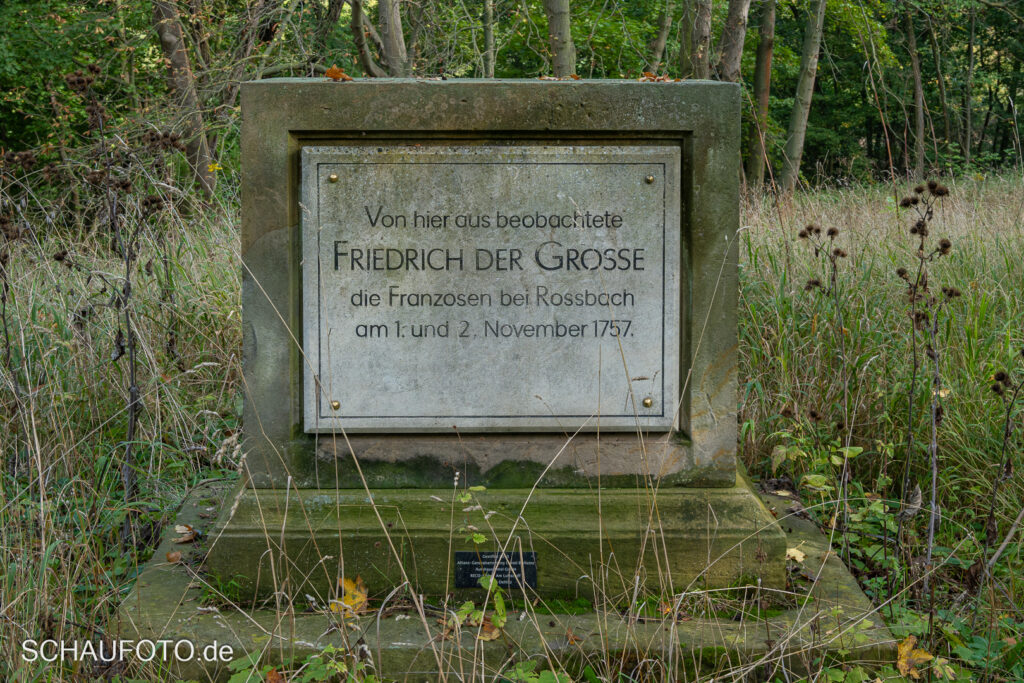 Von hier aus beobachtete
FRIEDRICH DER GROSSE
die Franzosen bei Rossbach
am 1. und 2. November 1757.
SCHAUFOTO.de